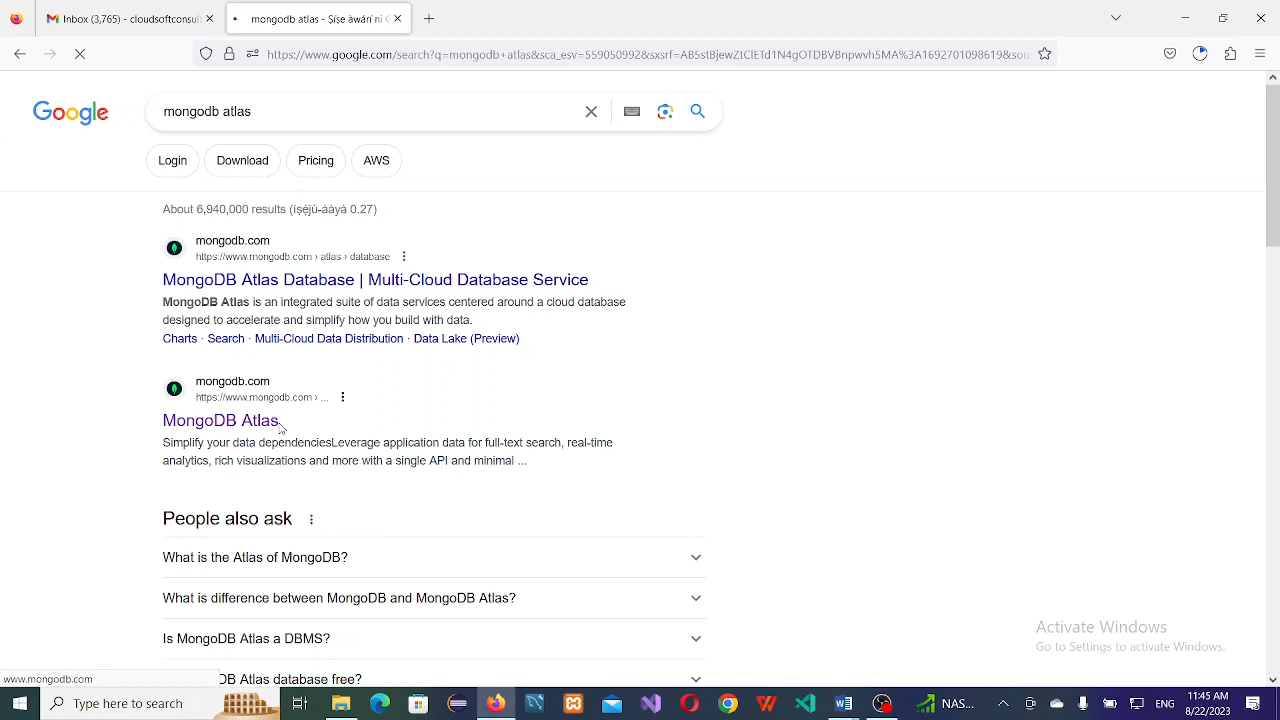 Inbox (3,765) - cloudsoftconsult
mongodb atlas - Ṣíṣe àwárí ní G
https://www.google.com/search?q=mongodb+atlas&sca_esv=559050992&sxsrf=AB5stBjewZtClETd1N4gOTDBVBnpwvh5MA%3A1692701098619&sou
Google
mongodb atlas
Login
Download
Pricing
AWS
About 6,940,000 results (ìṣẹ́jú-àáyá 0.27)
mongodb.com
https://www.mongodb.com › atlas › database
MongoDB Atlas Database | Multi-Cloud Database Service
MongoDB Atlas is an integrated suite of data services centered around a cloud database
designed to accelerate and simplify how you build with data.
Charts · Search · Multi-Cloud Data Distribution · Data Lake (Preview)
mongodb.com
https://www.mongodb.com › ...
MongoDB Atlas
Simplify your data dependenciesLeverage application data for full-text search, real-time
analytics, rich visualizations and more with a single API and minimal ...
People also ask
What is the Atlas of MongoDB?
What is difference between MongoDB and MongoDB Atlas?
Is MongoDB Atlas a DBMS?
DB Atlas database free?
Activate Windows
Go to Settings to activate Windows.
www.mongodb.com
Type here to search
ENG
11:45 AM
8/22/2023